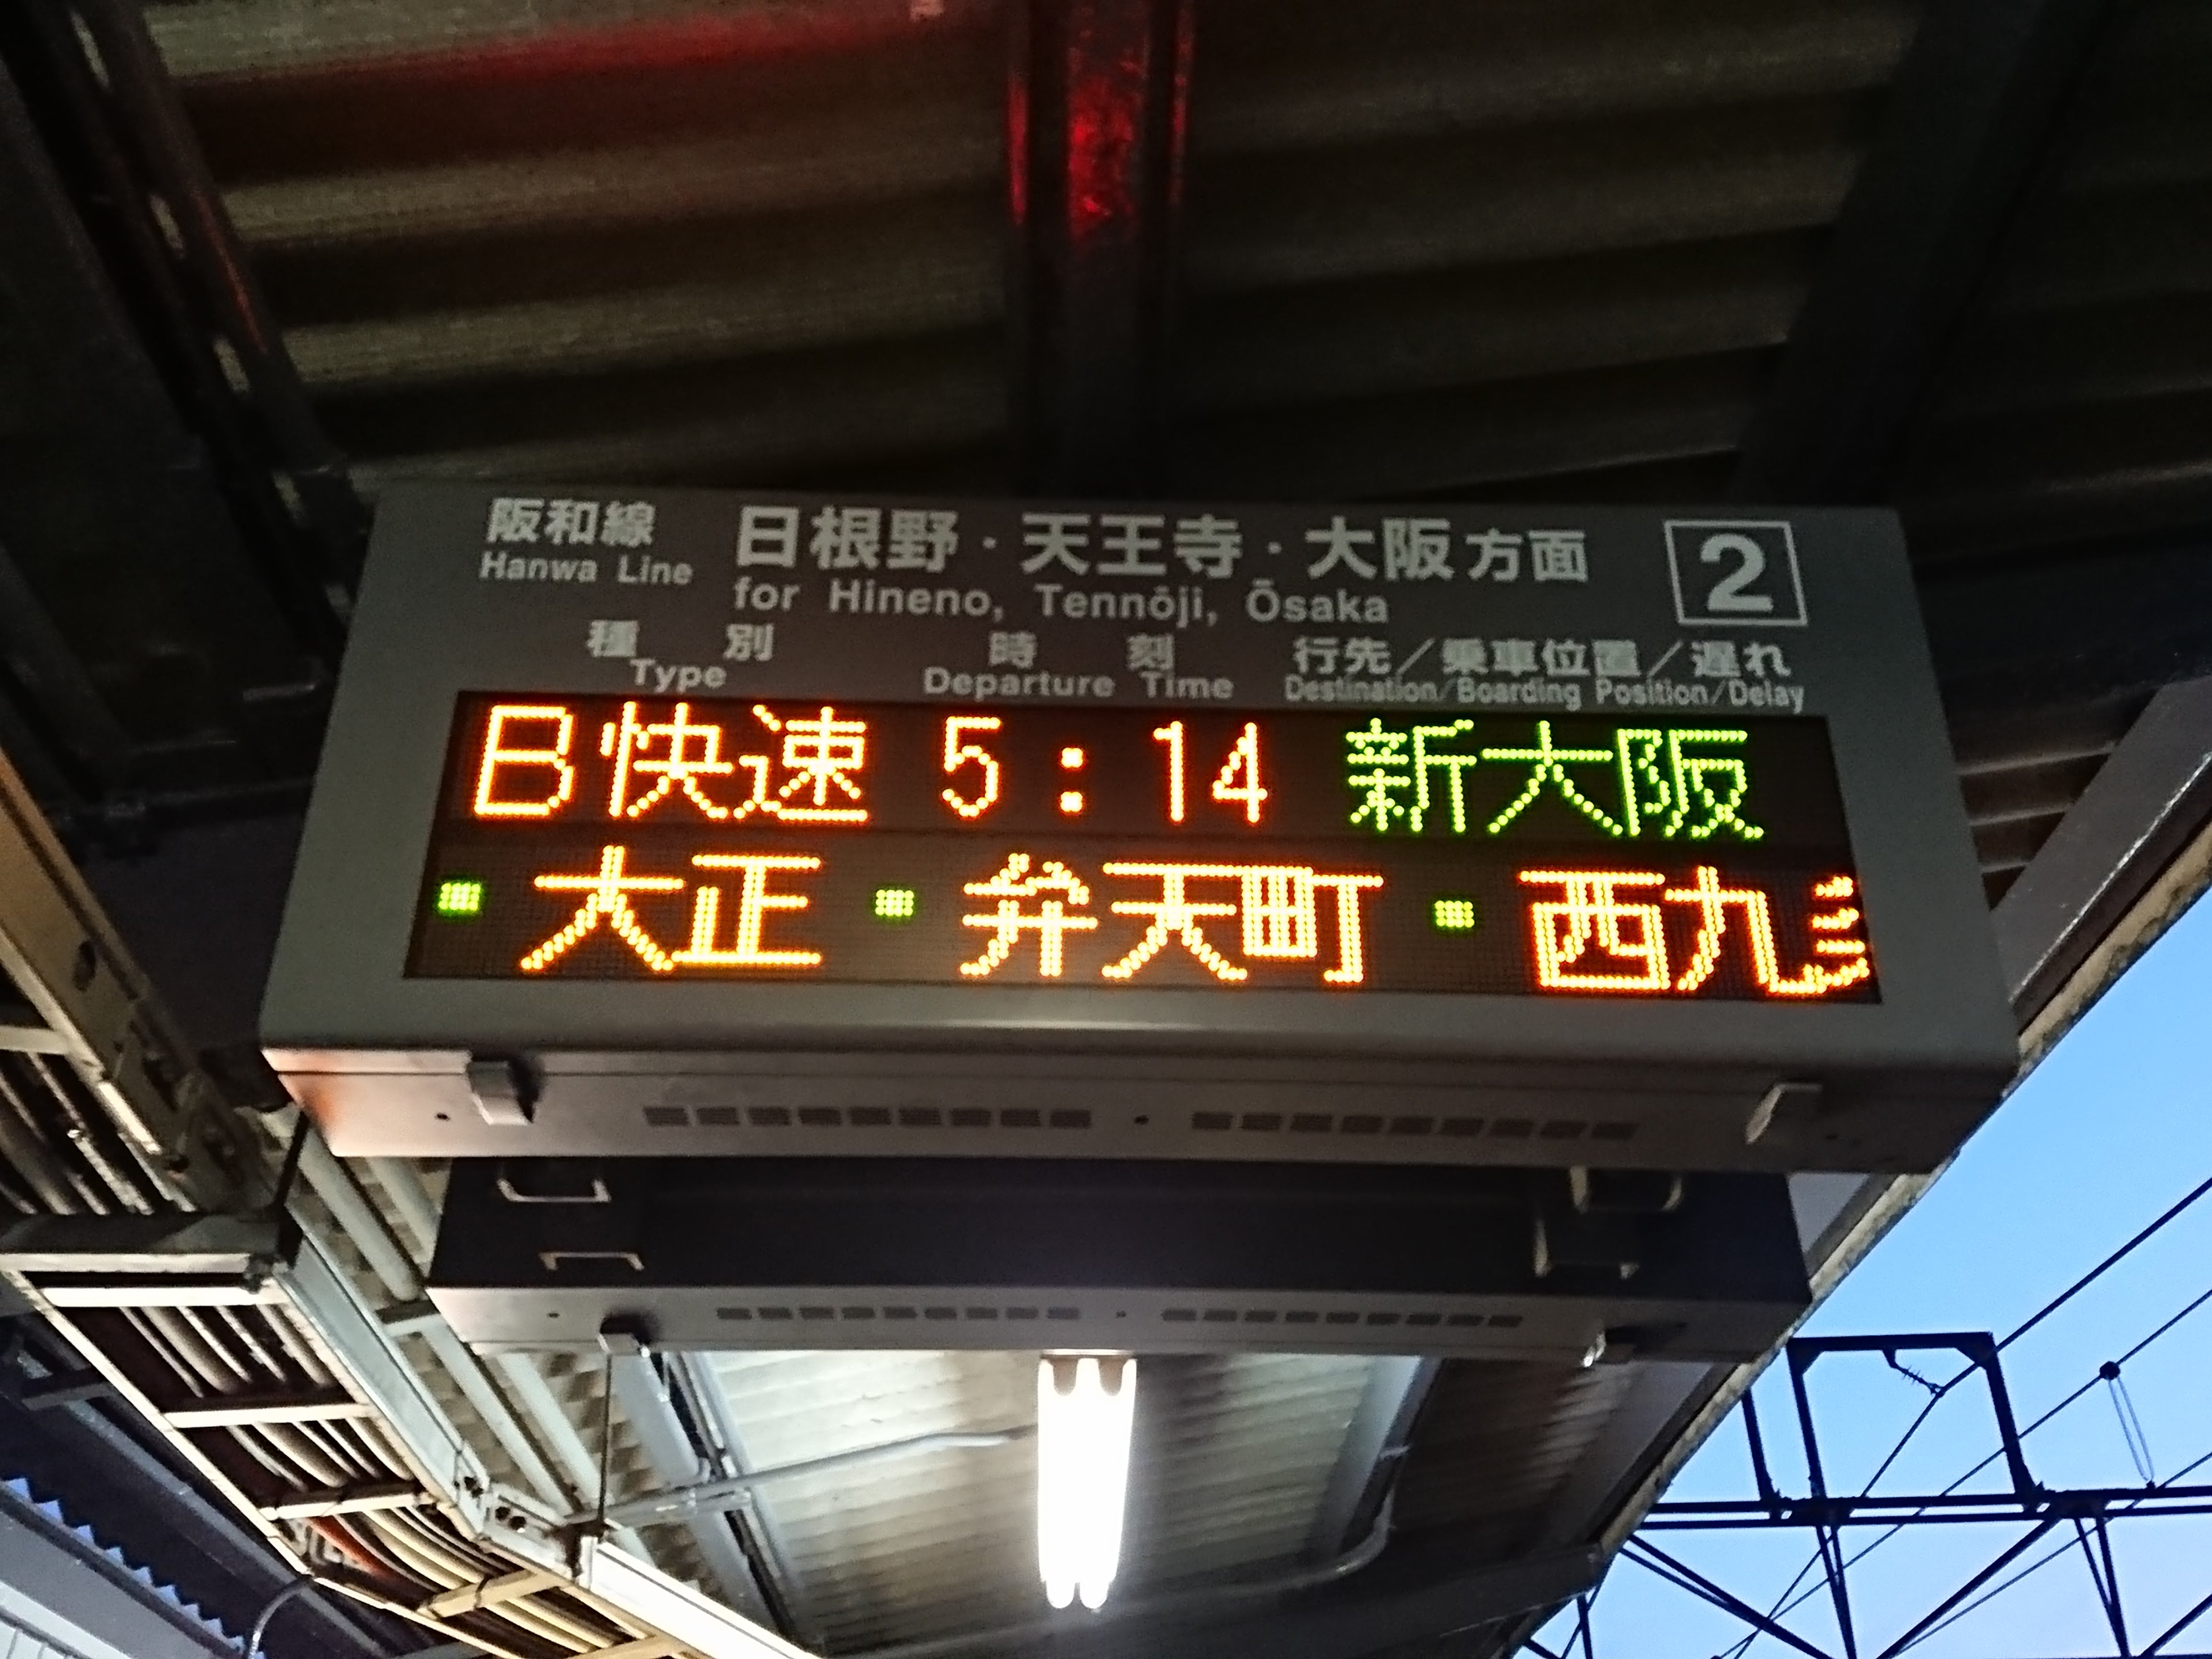 阪和線 日根野・天王寺・大阪方面 2
Hanwa Line for Hineno, Tennōji, Ōsaka
種別 時刻 行先／乗車位置／遅れ
Type Departure Time Destination/Boarding Position/Delay
B快速 5:14 新大阪
▪大正▪弁天町▪西九